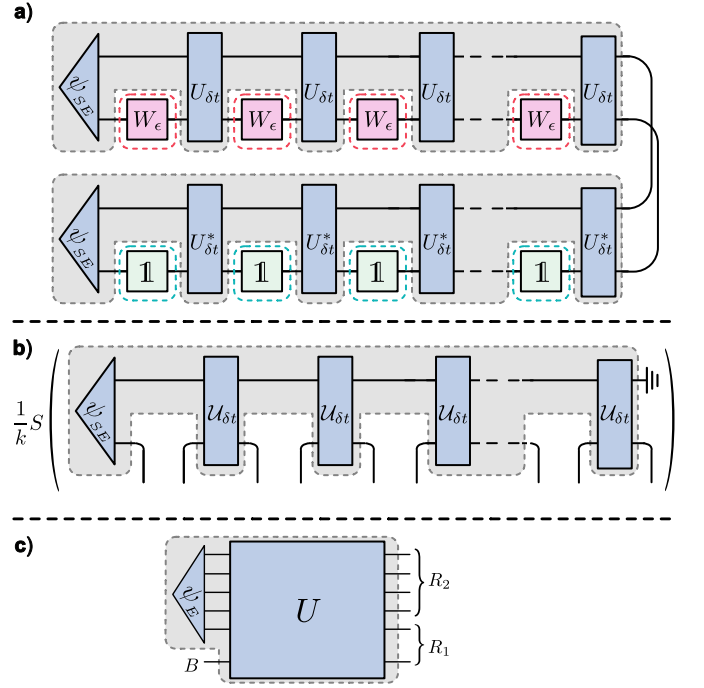 a)
ψ_SE U_δt U_δt U_δt U_δt
W_ϵ W_ϵ W_ϵ W_ϵ
ψ_SE U*_δt U*_δt U*_δt U*_δt
𝟙 𝟙 𝟙 𝟙
b)
1/k S ( ψ_SE 𝒰_δt 𝒰_δt 𝒰_δt 𝒰_δt )
c)
ψ_E U } R_2
B } R_1